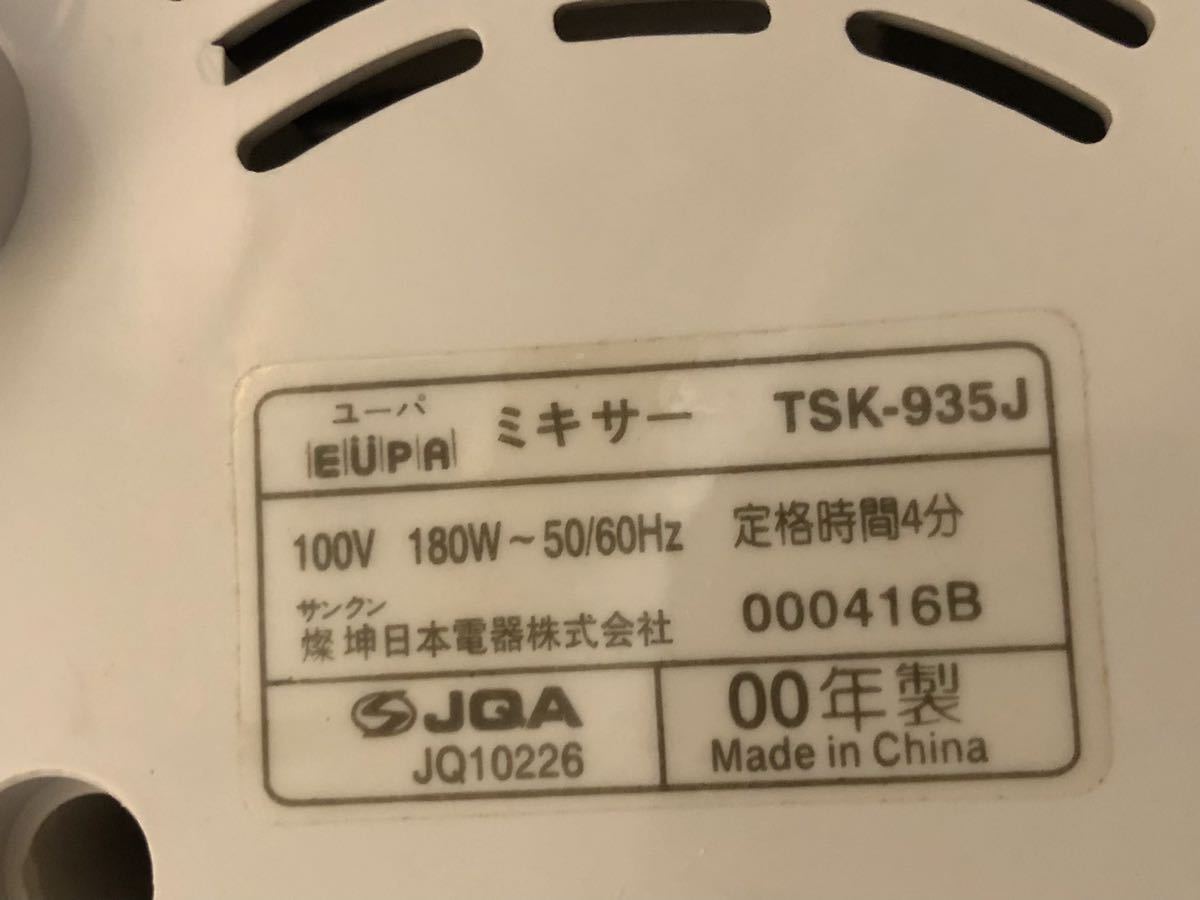 ユーパ
EUPA ミキサー TSK-935J
100V 180W～50/60Hz 定格時間4分
サンクン
燦坤日本電器株式会社 000416B
JQA 00年製
JQ10226 Made in China